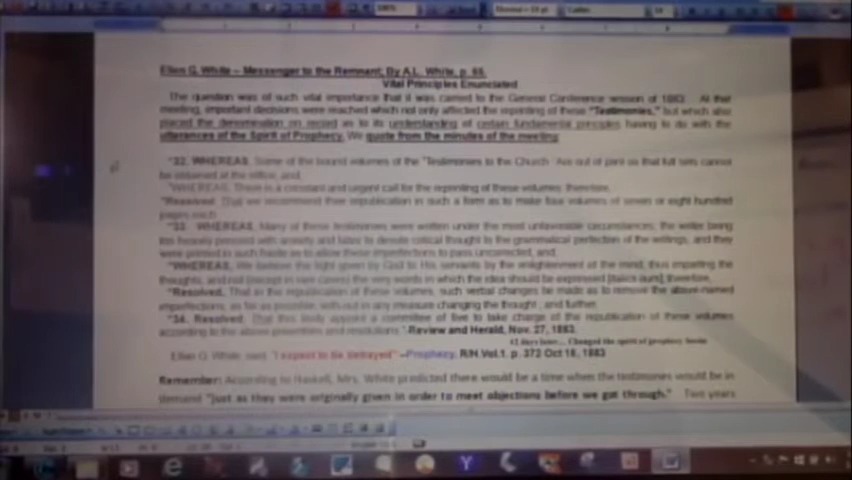 Ellen G. White – Messenger to the Remnant; By A.L. White, p. 65.
Vital Principles Enunciated
The question was of such vital importance that it was carried to the General Conference session of 1883. At that
meeting, important decisions were reached which not only affected the reprinting of these "Testimonies," but which also
placed the denomination on record as to its understanding of certain fundamental principles having to do with the
utterances of the Spirit of Prophecy. We quote from the minutes of the meeting:
"32. WHEREAS, Some of the bound volumes of the "Testimonies to the Church" Are out of print so that full sets cannot
be obtained at the office; and,
"WHEREAS, There is a constant and urgent call for the reprinting of these volumes; therefore,
"Resolved, That we recommend their republication in such a form as to make four volumes of seven or eight hundred
pages each.
"33. WHEREAS, Many of these testimonies were written under the most unfavorable circumstances, the writer being
too heavily pressed with anxiety and labor to devote critical thought to the grammatical perfection of the writings, and they
were printed in such haste as to allow these imperfections to pass uncorrected; and,
"WHEREAS, We believe the light given by God to His servants is by the enlightenment of the mind, thus imparting the
thoughts, and not (except in rare cases) the very words in which the idea should be expressed [italics ours]; therefore,
"Resolved, That in the republication of these volumes, such verbal changes be made as to remove the above-named
imperfections, as far as possible, without in any measure changing the thought; and further
"34. Resolved, That this body appoint a committee of five to take charge of the republication of these volumes
according to the above preambles and resolutions." Review and Herald, Nov. 27, 1883.
42 days later... Changed the spirit of prophecy books
Ellen G. White, said, "I expect to be betrayed" –Prophecy, R/H Vol.1. p. 372 Oct 16, 1883
Remember: According to Haskell, Mrs. White predicted there would be a time when the testimonies would be in
demand "just as they were originally given in order to meet objections before we got through." Two years